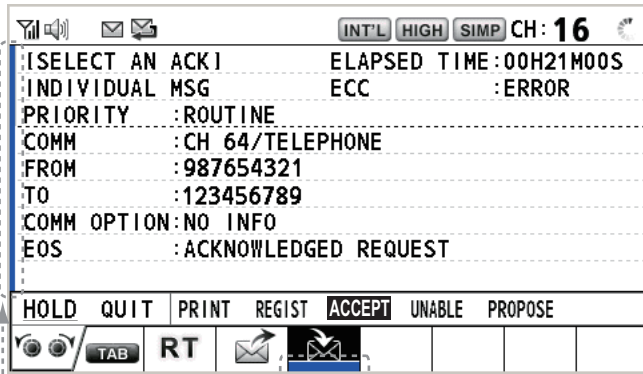 INT'L HIGH SIMP CH: 16
[SELECT AN ACK] ELAPSED TIME:00H21M00S
INDIVIDUAL MSG ECC :ERROR
PRIORITY :ROUTINE
COMM :CH 64/TELEPHONE
FROM :987654321
TO :123456789
COMM OPTION:NO INFO
EOS :ACKNOWLEDGED REQUEST
HOLD QUIT PRINT REGIST ACCEPT UNABLE PROPOSE
TAB RT